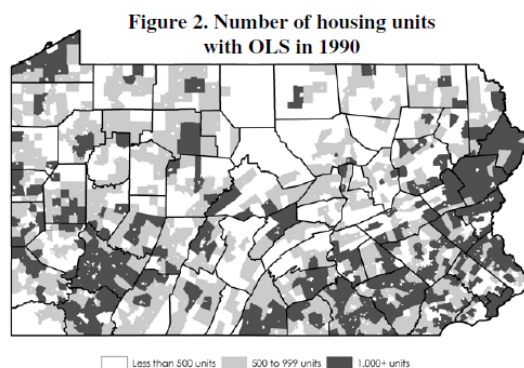 Figure 2. Number of housing units
with OLS in 1990
Less than 500 units 500 to 999 units 1,000+ units